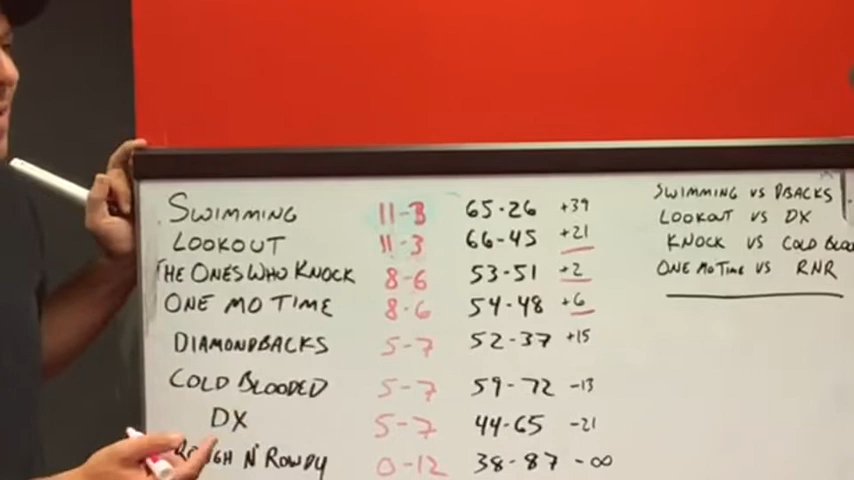 SWIMMING 11-3 65-26 +39
LOOKOUT 11-3 66-45 +21
THE ONES WHO KNOCK 8-6 53-51 +2
ONE MO TIME 8-6 54-48 +6
DIAMONDBACKS 5-7 52-37 +15
COLD BLOODED 5-7 59-72 -13
DX 5-7 44-65 -21
ROUGH N' ROWDY 0-12 38-87 -∞
SWIMMING VS DBACKS
LOOKOUT VS DX
KNOCK VS COLD BLOO
ONE MO TIME VS RNR